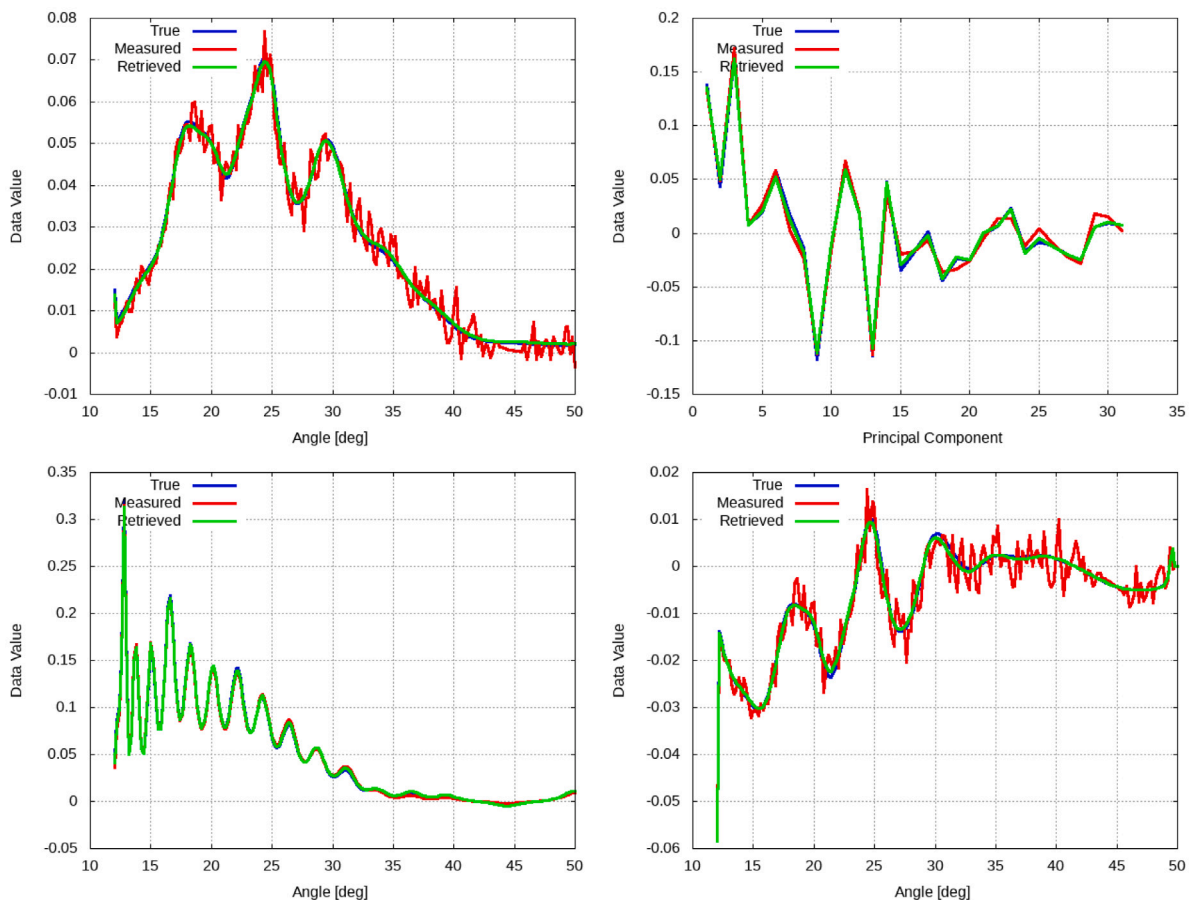 0.08
0.07
0.06
0.05
0.04
0.03
0.02
0.01
0
-0.01
Data Value
True
Measured
Retrieved
10 15 20 25 30 35 40 45 50
Angle [deg]
0.2
0.15
0.1
0.05
0
-0.05
-0.1
-0.15
Data Value
True
Measured
Retrieved
0 5 10 15 20 25 30 35
Principal Component
0.35
0.3
0.25
0.2
0.15
0.1
0.05
0
-0.05
Data Value
True
Measured
Retrieved
10 15 20 25 30 35 40 45 50
Angle [deg]
0.02
0.01
0
-0.01
-0.02
-0.03
-0.04
-0.05
-0.06
Data Value
True
Measured
Retrieved
10 15 20 25 30 35 40 45 50
Angle [deg]